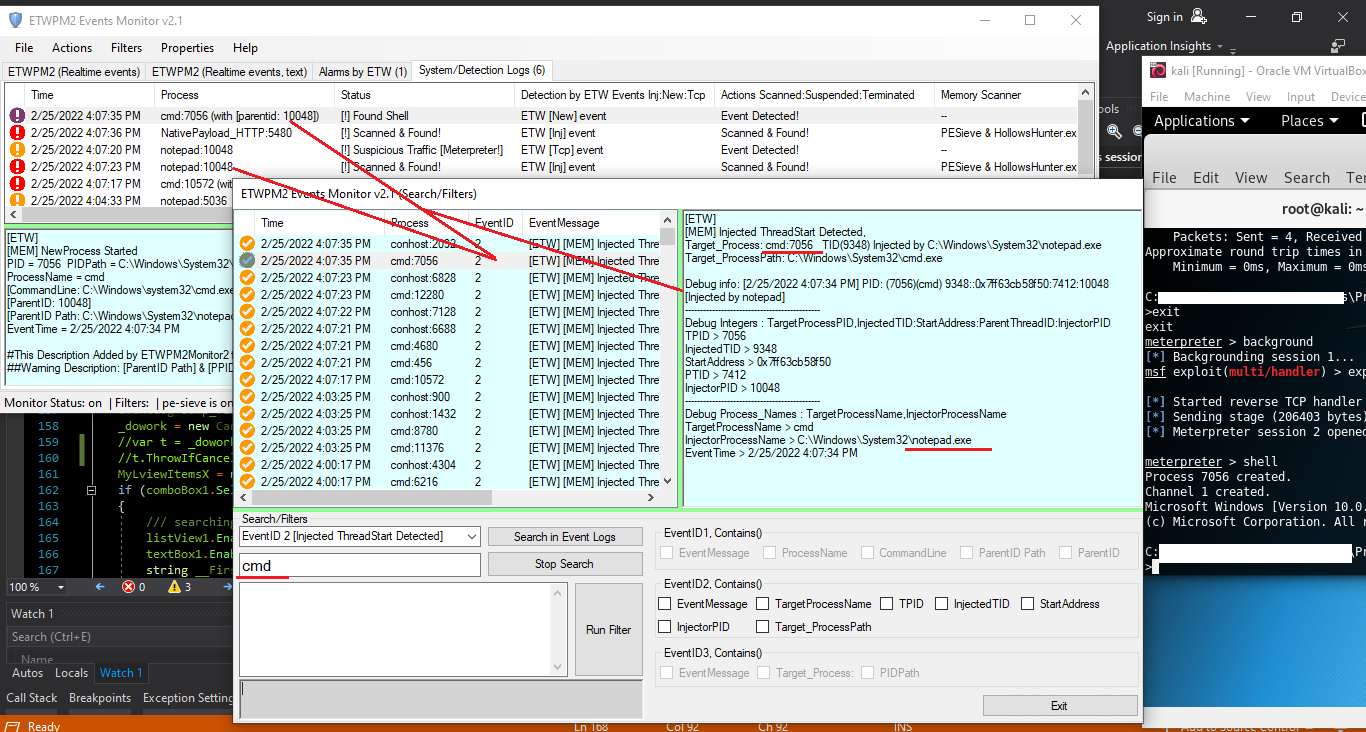 ETWPM2 Events Monitor v2.1
File Actions Filters Properties Help
ETWPM2 (Realtime events) ETWPM2 (Realtime events, text) Alarms by ETW (1) System/Detection Logs (6)
Time Process Status Detection by ETW Events Inj:New:Tcp Actions Scanned:Suspended:Terminated Memory Scanner
2/25/2022 4:07:35 PM cmd:7056 (with [parentid: 10048]) [!] Found Shell ETW [New] event Event Detected! --
2/25/2022 4:07:36 PM NativePayload_HTTP:5480 [!] Scanned & Found! ETW [Inj] event Scanned & Found! PESieve & HollowsHunter.ex
2/25/2022 4:07:20 PM notepad:10048 [!] Suspicious Traffic [Meterpreter!] ETW [Tcp] event Event Detected! --
2/25/2022 4:07:23 PM notepad:10048 [!] Scanned & Found! ETW [Inj] event Scanned & Found! PESieve & HollowsHunter.ex
2/25/2022 4:07:17 PM cmd:10572 (wit
2/25/2022 4:04:33 PM notepad:5036
[ETW]
[MEM] NewProcess Started
PID = 7056 PIDPath = C:\Windows\System32\
ProcessName = cmd
[CommandLine: C:\Windows\system32\cmd.exe
[ParentID: 10048]
[ParentID Path: C:\Windows\System32\notepa
EventTime = 2/25/2022 4:07:34 PM
#This Description Added by ETWPM2Monitor2
##Warning Description: [ParentID Path] & [PPID
Monitor Status: on | Filters: | pe-sieve is on
ETWPM2 Events Monitor v2.1 (Search/Filters)
Time Process EventID EventMessage
2/25/2022 4:07:35 PM conhost:2032 2 [ETW] [MEM] Injected Thre
2/25/2022 4:07:35 PM cmd:7056 2 [ETW] [MEM] Injected Thre
2/25/2022 4:07:23 PM conhost:6828 2 [ETW] [MEM] Injected Thre
2/25/2022 4:07:23 PM cmd:12280 2 [ETW] [MEM] Injected Thre
2/25/2022 4:07:22 PM conhost:7128 2 [ETW] [MEM] Injected Thre
2/25/2022 4:07:21 PM conhost:6688 2 [ETW] [MEM] Injected Thre
2/25/2022 4:07:21 PM cmd:4680 2 [ETW] [MEM] Injected Thre
2/25/2022 4:07:21 PM cmd:456 2 [ETW] [MEM] Injected Thre
2/25/2022 4:07:17 PM cmd:10572 2 [ETW] [MEM] Injected Thre
2/25/2022 4:03:25 PM conhost:900 2 [ETW] [MEM] Injected Thre
2/25/2022 4:03:25 PM conhost:1432 2 [ETW] [MEM] Injected Thre
2/25/2022 4:03:25 PM cmd:8780 2 [ETW] [MEM] Injected Thre
2/25/2022 4:03:25 PM cmd:11376 2 [ETW] [MEM] Injected Thre
2/25/2022 4:00:17 PM conhost:4304 2 [ETW] [MEM] Injected Thre
2/25/2022 4:00:17 PM cmd:6216 2 [ETW] [MEM] Injected Thre
[ETW]
[MEM] Injected ThreadStart Detected,
Target_Process: cmd:7056 TID(9348) Injected by C:\Windows\System32\notepad.exe
Target_ProcessPath: C:\Windows\System32\cmd.exe
Debug info: [2/25/2022 4:07:34 PM] PID: (7056)(cmd) 9348::0x7ff63cb58f50:7412:10048
[Injected by notepad]
-----------------------------------------------
Debug Integers : TargetProcessPID,InjectedTID:StartAddress:ParentThreadID:InjectorPID
TPID > 7056
InjectedTID > 9348
StartAddress > 0x7ff63cb58f50
PTID > 7412
InjectorPID > 10048
-----------------------------------------------
Debug Process_Names : TargetProcessName,InjectorProcessName
TargetProcessName > cmd
InjectorProcessName > C:\Windows\System32\notepad.exe
EventTime > 2/25/2022 4:07:34 PM
Search/Filters
EventID 2 [Injected ThreadStart Detected] Search in Event Logs
cmd Stop Search
Run Filter
EventID1, Contains()
EventMessage ProcessName CommandLine ParentID Path ParentID
EventID2, Contains()
EventMessage TargetProcessName TPID InjectedTID StartAddress
InjectorPID Target_ProcessPath
EventID3, Contains()
EventMessage Target_Process: PIDPath
Exit
158 _dowork = new Can
159 //var t = _dowork
160 //t.ThrowIfCancel
161 MyLviewItemsX = n
162 if (comboBox1.Sel
163 {
164 /// searching
165 listView1.Ena
166 textBox1.Enab
167 string __Firs
100 % 0 3
Watch 1
Search (Ctrl+E)
Name
Autos Locals Watch 1
Call Stack Breakpoints Exception Setting
Ready Ln 168 Col 92 Ch 92 INS Add to Source Control
Sign in
Application Insights
ools
s session
kali [Running] - Oracle VM VirtualBox
File Machine View Input Device
Applications Places
File Edit View Search Ter
root@kali: ~
Packets: Sent = 4, Received
Approximate round trip times in
Minimum = 0ms, Maximum = 0ms
C: s\Pr
>exit
exit
meterpreter > background
[*] Backgrounding session 1...
msf exploit(multi/handler) > exp
[*] Started reverse TCP handler
[*] Sending stage (206403 bytes)
[*] Meterpreter session 2 opened
meterpreter > shell
Process 7056 created.
Channel 1 created.
Microsoft Windows [Version 10.0.
(c) Microsoft Corporation. All r
C: \Pr
>